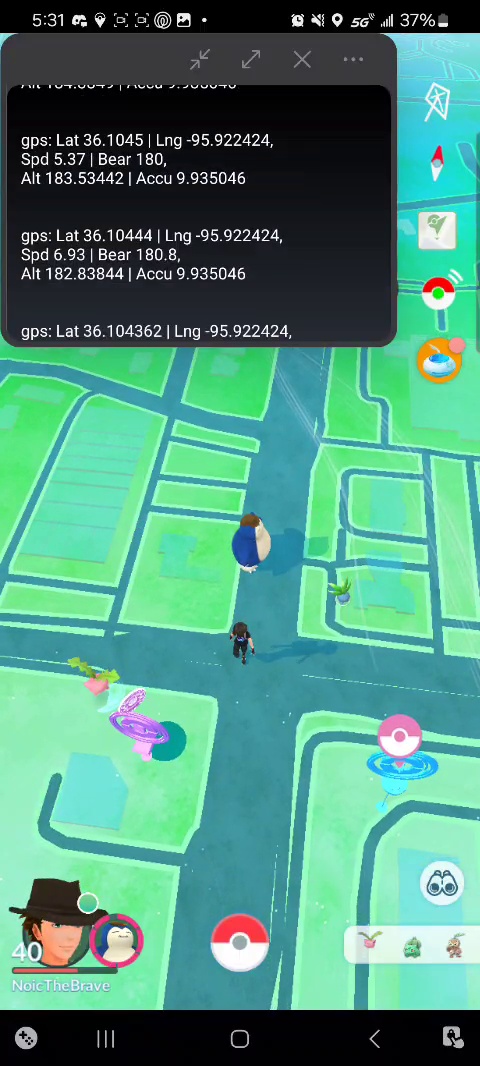 5:31
5G
37%
Alt 184.8849 | Accu 9.935046
gps: Lat 36.1045 | Lng -95.922424,
Spd 5.37 | Bear 180,
Alt 183.53442 | Accu 9.935046
gps: Lat 36.10444 | Lng -95.922424,
Spd 6.93 | Bear 180.8,
Alt 182.83844 | Accu 9.935046
gps: Lat 36.104362 | Lng -95.922424,
40
NoicTheBrave